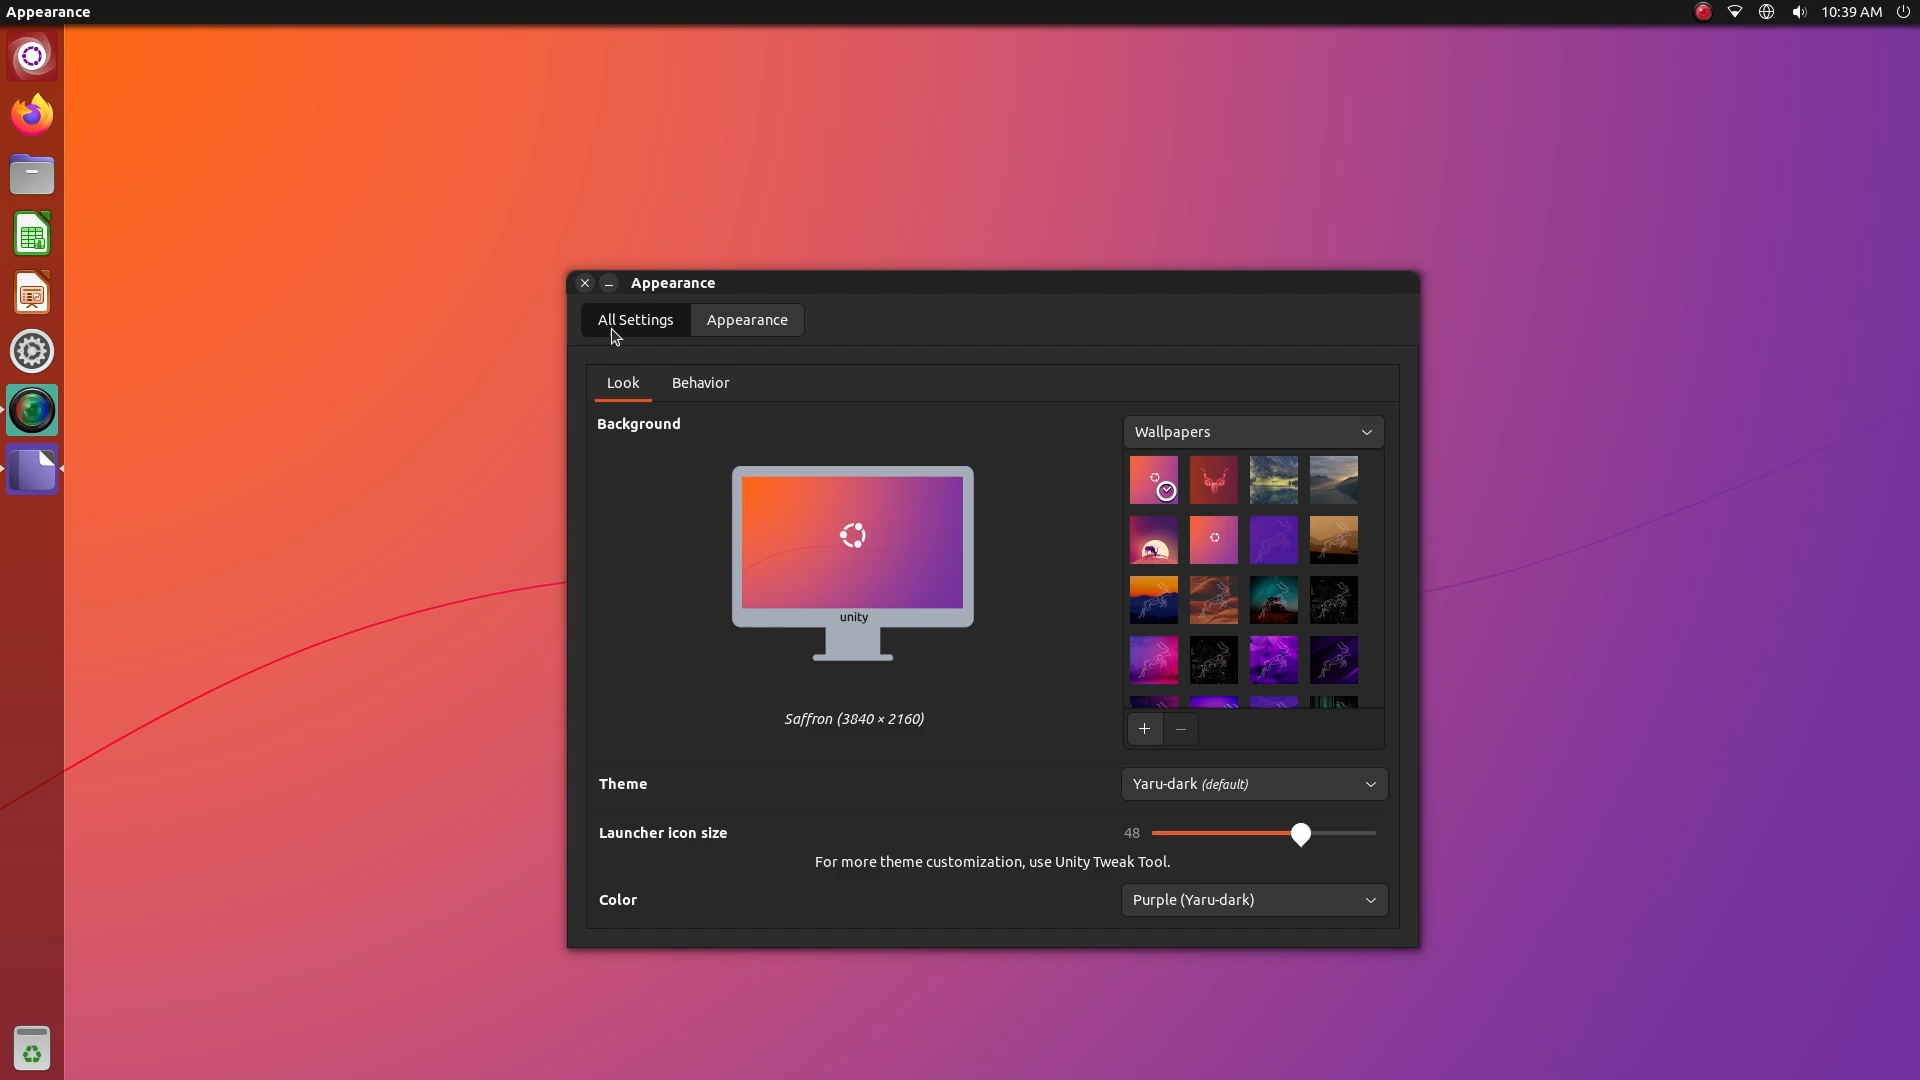 Appearance
10:39 AM
Appearance
All Settings
Appearance
Look
Behavior
Background
Wallpapers
unity
Saffron (3840 × 2160)
Theme
Yaru-dark (default)
Launcher icon size
48
For more theme customization, use Unity Tweak Tool.
Color
Purple (Yaru-dark)